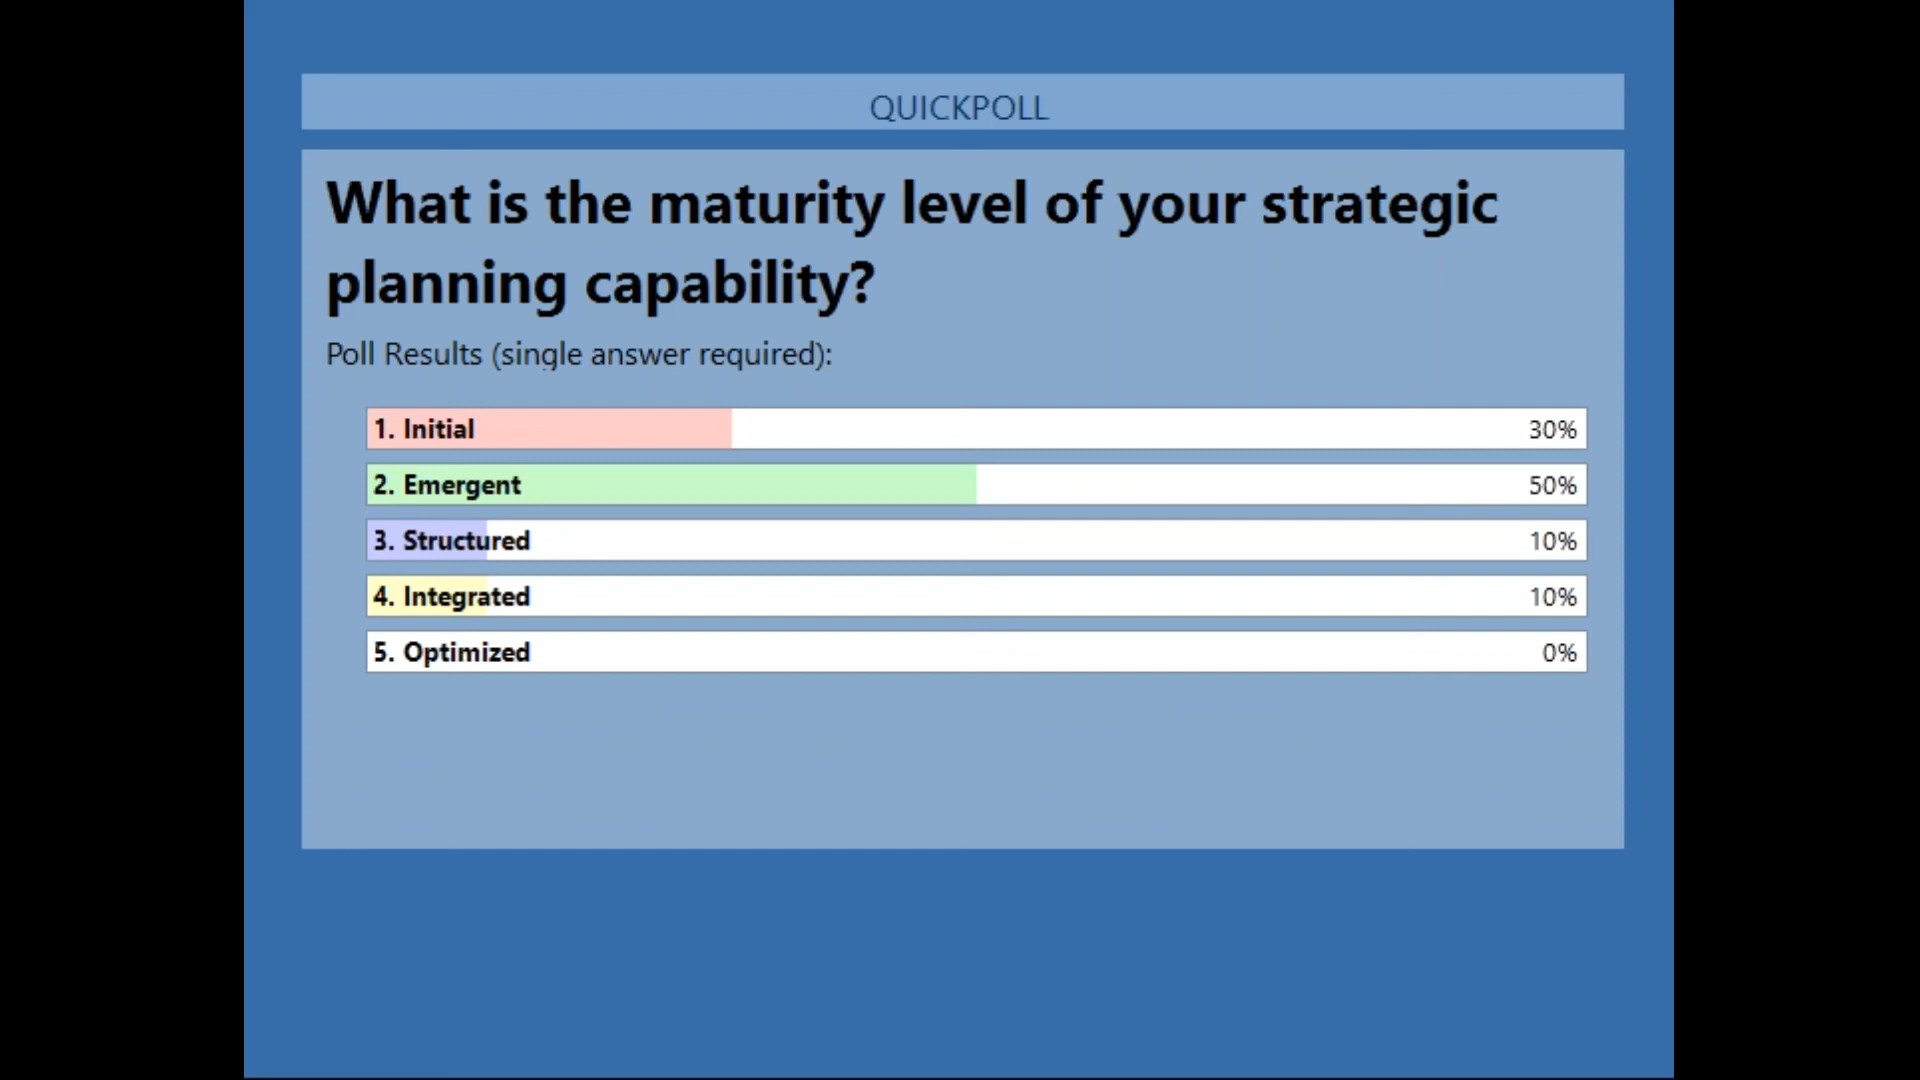 QUICKPOLL
What is the maturity level of your strategic
planning capability?
Poll Results (single answer required):
1. Initial 30%
2. Emergent 50%
3. Structured 10%
4. Integrated 10%
5. Optimized 0%